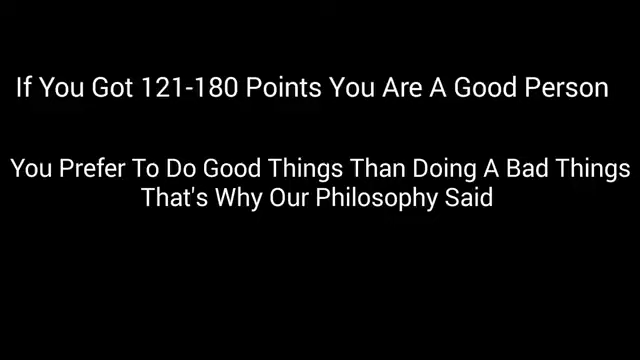 If You Got 121-180 Points You Are A Good Person
You Prefer To Do Good Things Than Doing A Bad Things
That's Why Our Philosophy Said